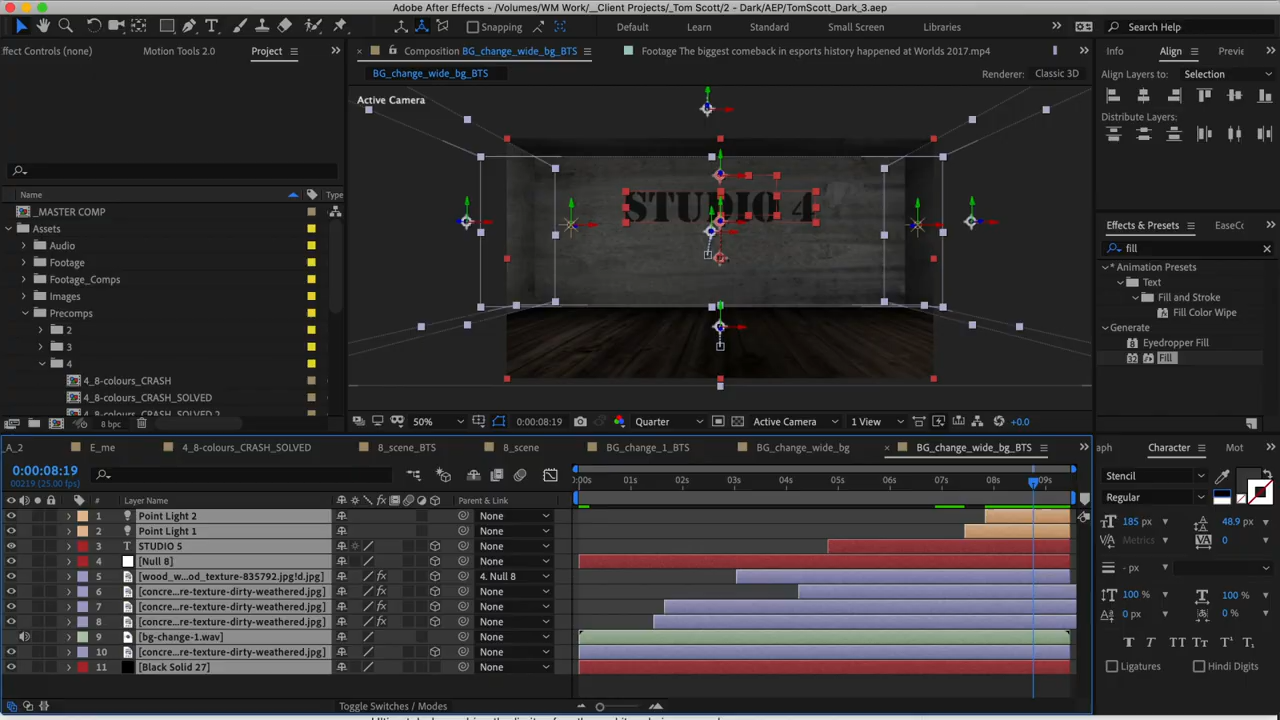 Adobe After Effects - /Volumes/WM Work/__Client Projects/_Tom Scott/2 - Dark/AEP/TomScott_Dark_3.aep
Snapping
Default
Learn
Standard
Small Screen
Libraries
Search Help
ffect Controls (none)
Motion Tools 2.0
Project
Composition BG_change_wide_bg_BTS
Footage The biggest comeback in esports history happened at Worlds 2017.mp4
Info
Align
Previe
BG_change_wide_bg_BTS
Renderer: Classic 3D
Align Layers to: Selection
Active Camera
Distribute Layers:
STUDIO 4
Name
Type
_MASTER COMP
Assets
Audio
Footage
Footage_Comps
Images
Precomps
2
3
4
4_8-colours_CRASH
4_8-colours_CRASH_SOLVED
4_8-colours_CRASH_SOLVED 2
8 bpc
50%
0:00:08:19
Quarter
Active Camera
1 View
+0.0
Effects & Presets
EaseCo
fill
* Animation Presets
Text
Fill and Stroke
Fill Color Wipe
Generate
Eyedropper Fill
32
Fill
_A_2
E_me
4_8-colours_CRASH_SOLVED
8_scene_BTS
8_scene
BG_change_1_BTS
BG_change_wide_bg
BG_change_wide_bg_BTS
0:00:08:19
00219 (25.00 fps)
:00s
01s
02s
03s
04s
05s
06s
07s
08s
09s
#
Layer Name
Parent & Link
1
Point Light 2
None
2
Point Light 1
None
3
T
STUDIO 5
None
4
[Null 8]
None
5
[wood_w...od_texture-835792.jpg!d.jpg]
4. Null 8
6
[concre...re-texture-dirty-weathered.jpg]
None
7
[concre...re-texture-dirty-weathered.jpg]
None
8
[concre...re-texture-dirty-weathered.jpg]
None
9
[bg-change-1.wav]
None
10
[concre...re-texture-dirty-weathered.jpg]
None
11
[Black Solid 27]
None
Toggle Switches / Modes
aph
Character
Mot
Stencil
Regular
185 px
48.9 px
Metrics
0
- px
100 %
100 %
0 px
0 %
T T TT Tт T¹ T₁
Ligatures
Hindi Digits